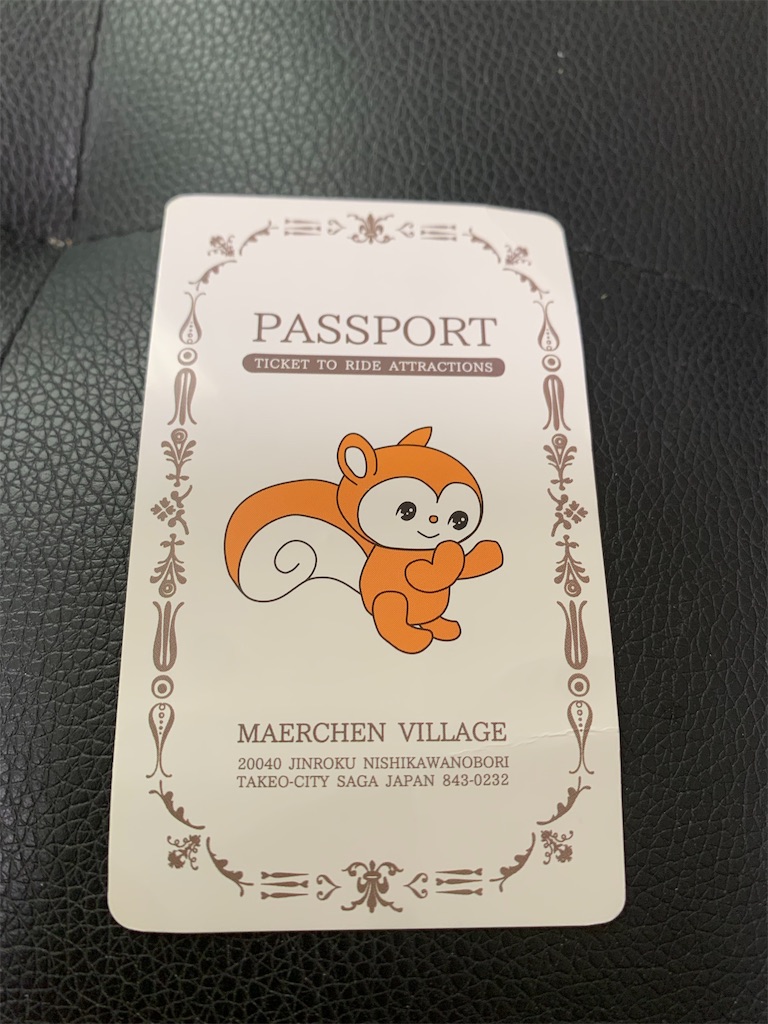 PASSPORT
TICKET TO RIDE ATTRACTIONS
MAERCHEN VILLAGE
20040 JINROKU NISHIKAWANOBORI
TAKEO-CITY SAGA JAPAN 843-0232